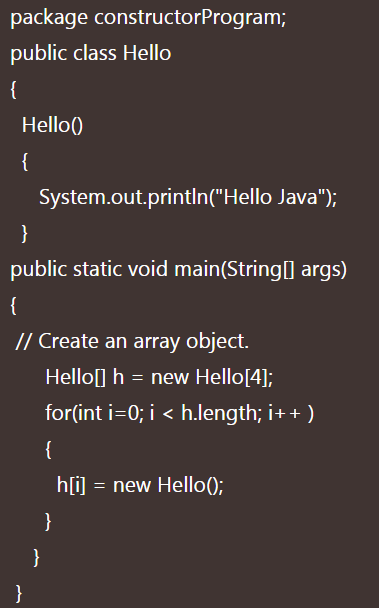 package constructorProgram;
public class Hello
{
Hello()
{
System.out.println("Hello Java");
}
public static void main(String[] args)
{
// Create an array object.
Hello[] h = new Hello[4];
for(int i=0; i < h.length; i++ )
{
h[i] = new Hello();
}
}
}